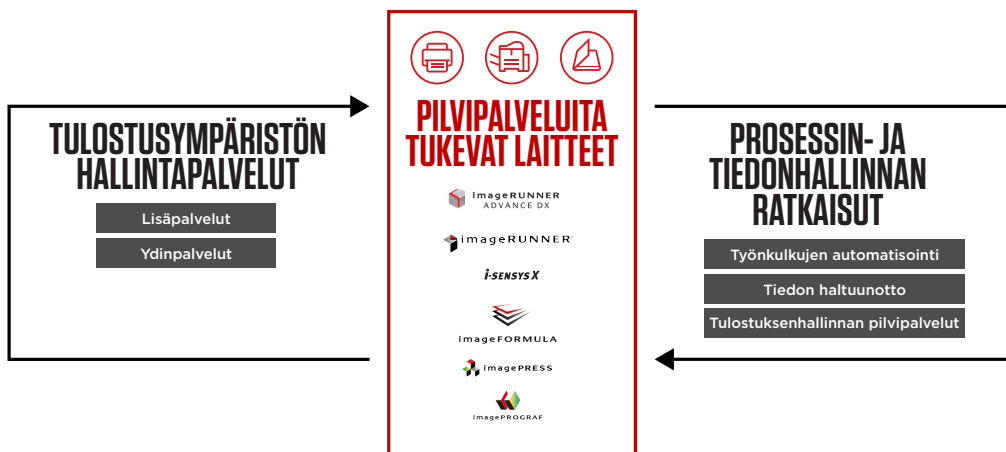 TULOSTUSYMPÄRISTÖN
HALLINTAPALVELUT
Lisäpalvelut
Ydinpalvelut
PILVIPALVELUITA
TUKEVAT LAITTEET
imageRUNNER
ADVANCE DX
imageRUNNER
i-SENSYS X
imageFORMULA
imagePRESS
imagePROGRAF
PROSESSIN- JA
TIEDONHALLINNAN
RATKAISUT
Työnkulkujen automatisointi
Tiedon haltuunotto
Tulostuksenhallinnan pilvipalvelut